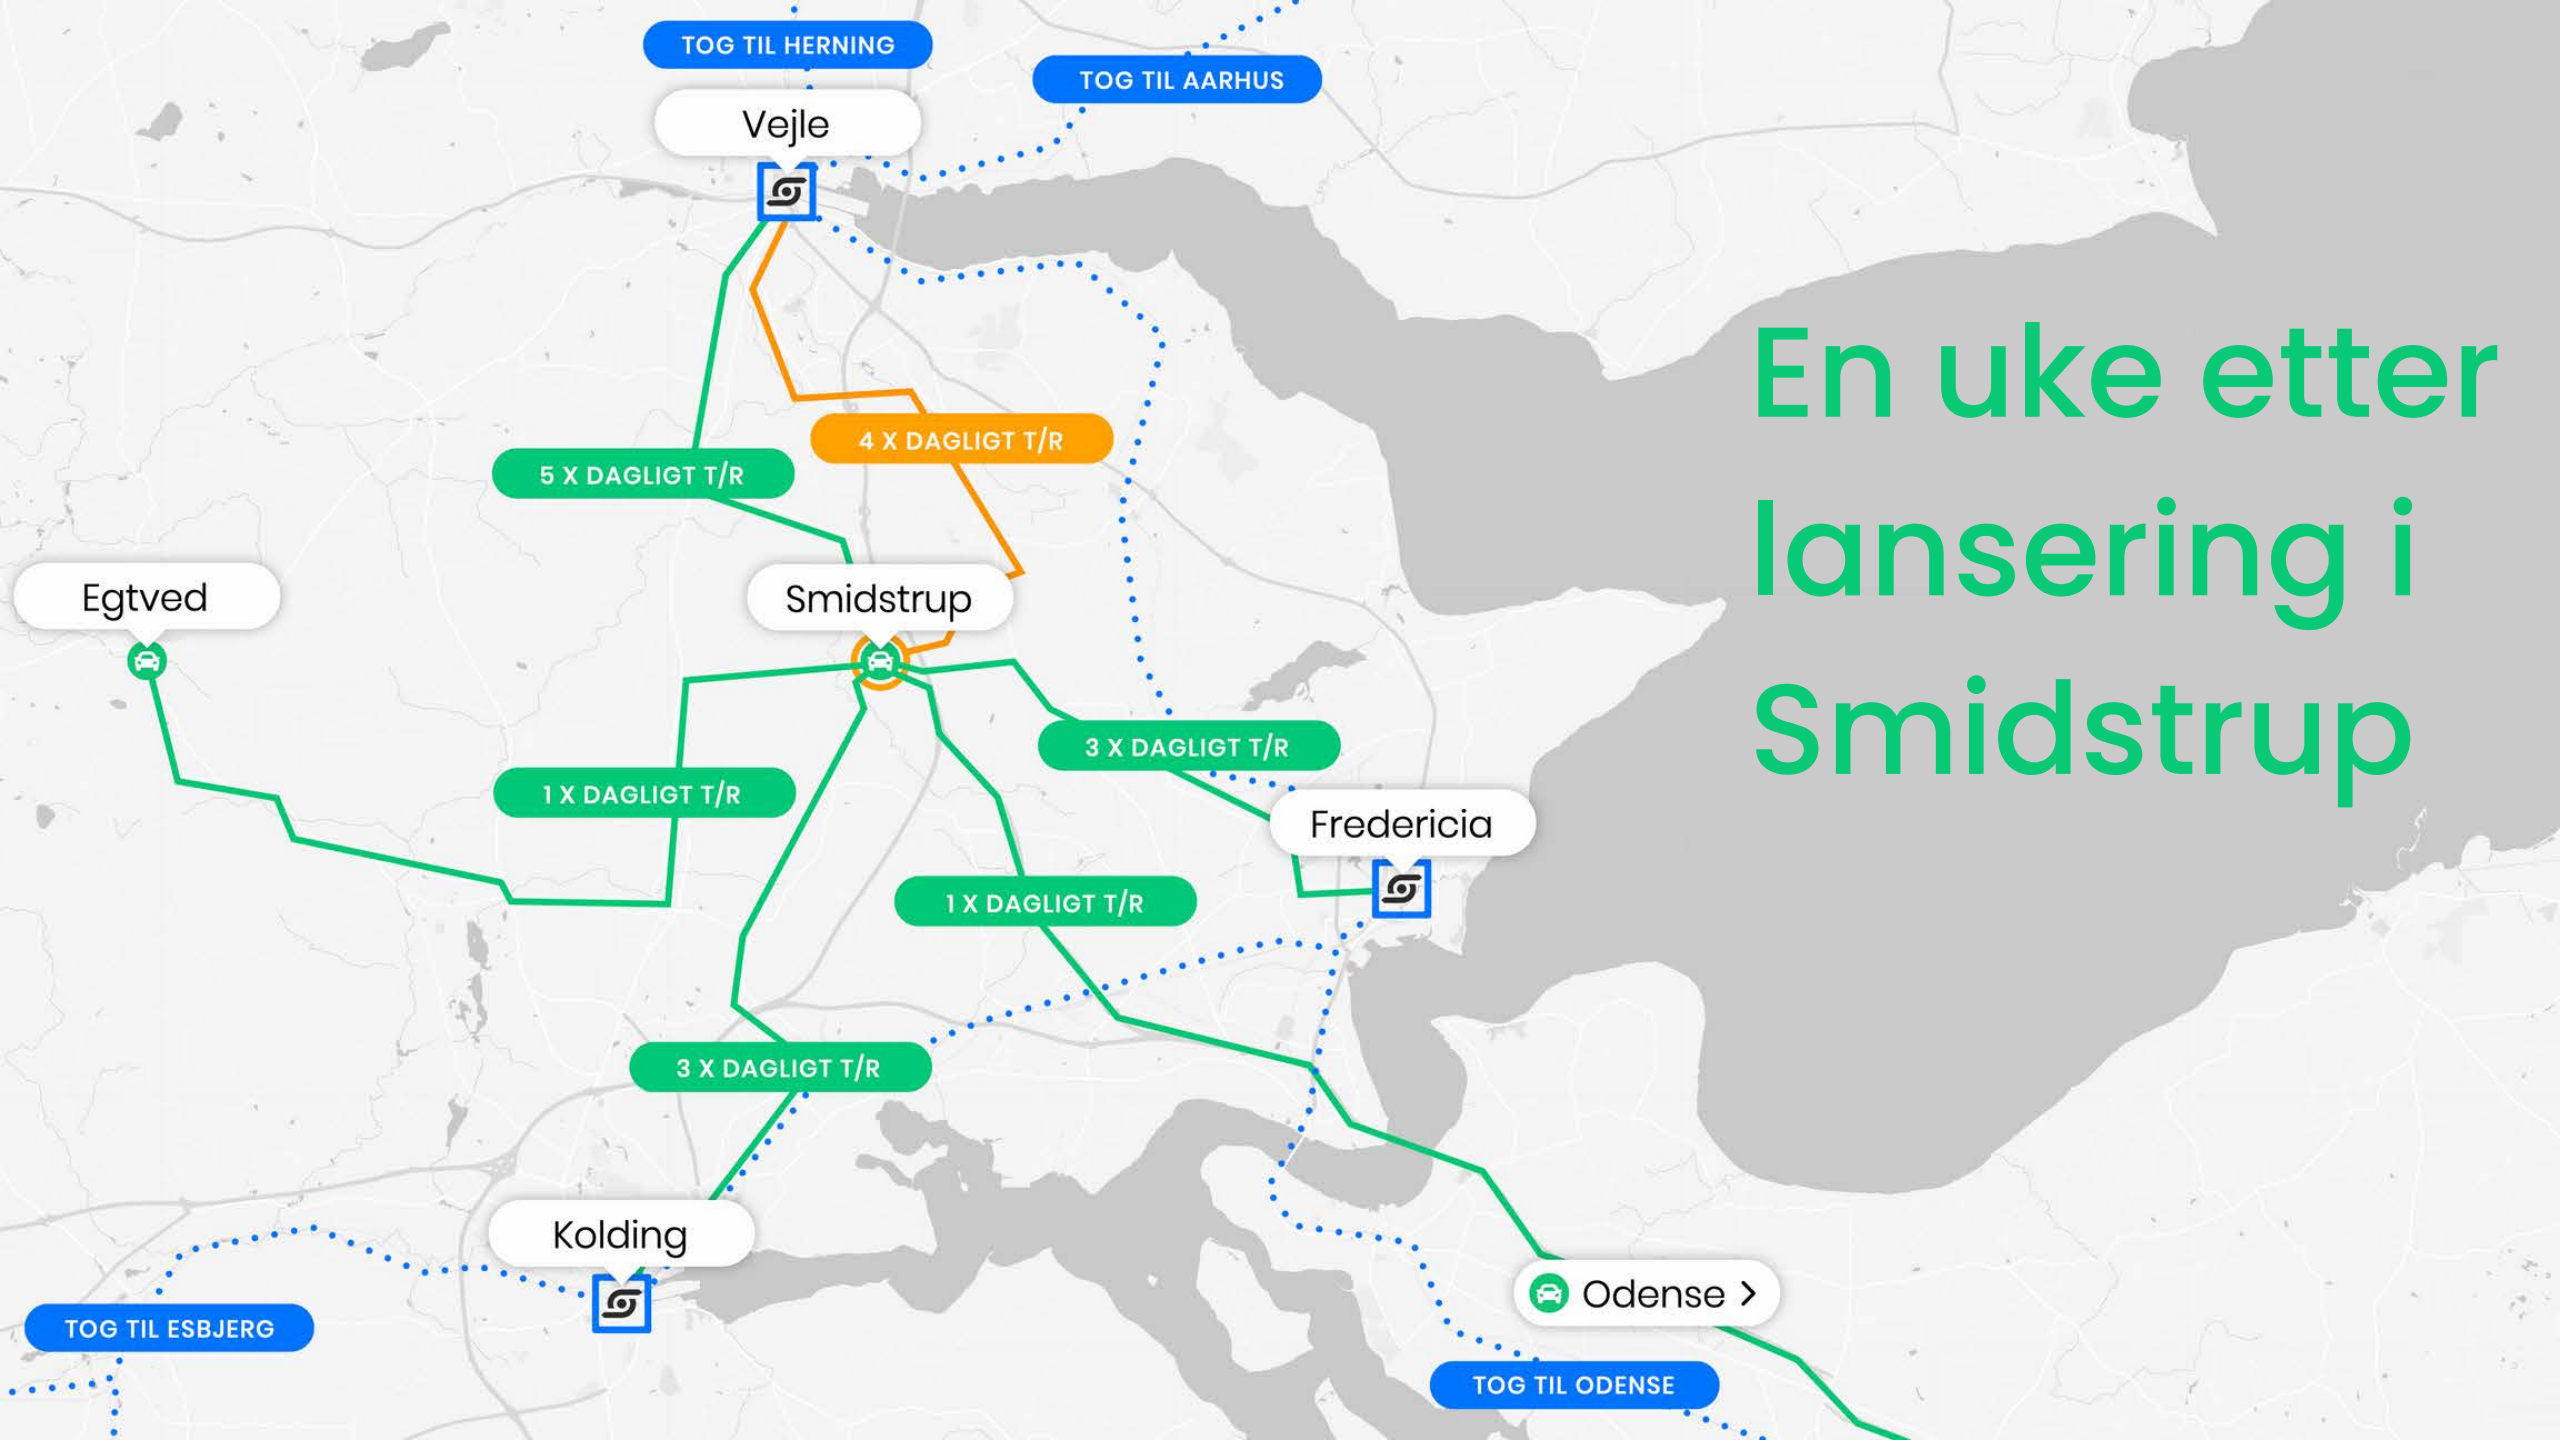 TOG TIL HERNING
TOG TIL AARHUS
Vejle
En uke etter
lansering i
Smidstrup
4 X DAGLIGT T/R
5 X DAGLIGT T/R
Egtved
Smidstrup
3 X DAGLIGT T/R
1 X DAGLIGT T/R
Fredericia
1 X DAGLIGT T/R
3 X DAGLIGT T/R
Kolding
Odense
TOG TIL ESBJERG
TOG TIL ODENSE